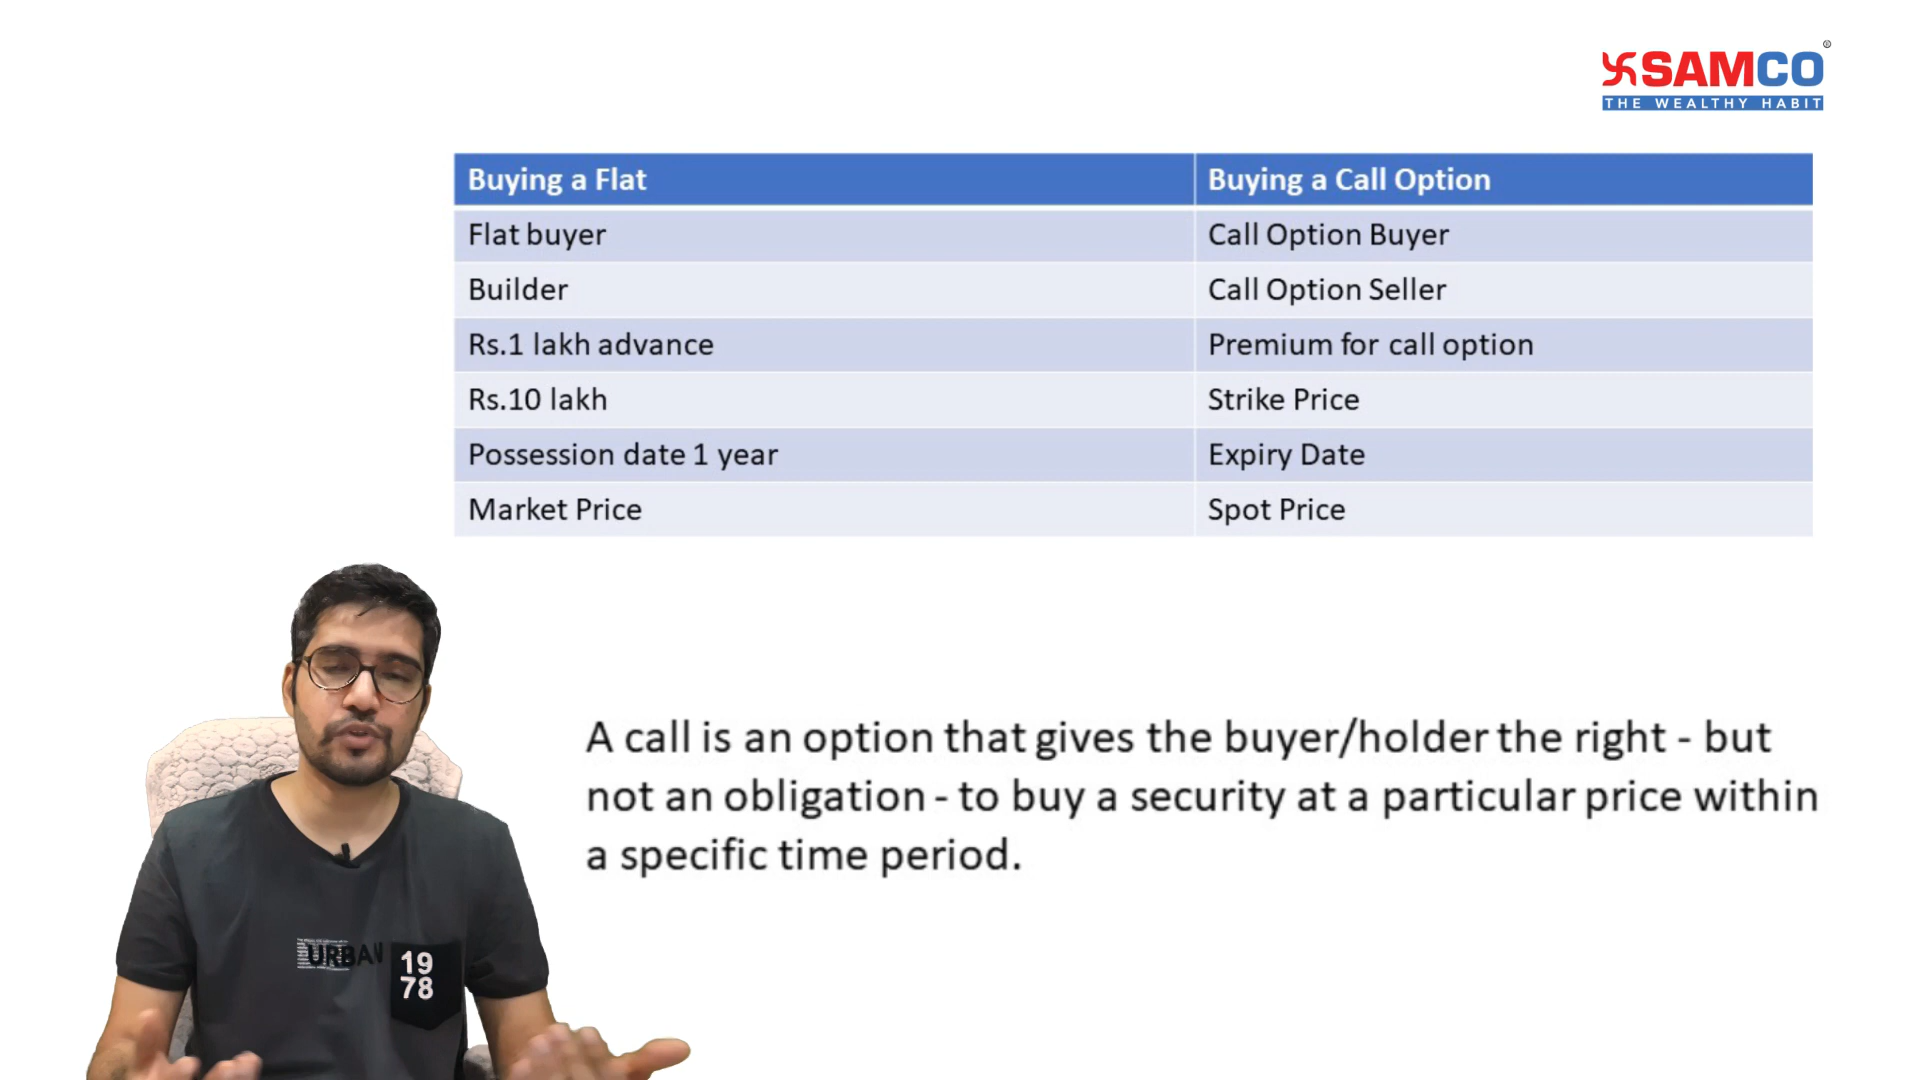 SAMCO®
THE WEALTHY HABIT
Buying a Flat Buying a Call Option
Flat buyer Call Option Buyer
Builder Call Option Seller
Rs.1 lakh advance Premium for call option
Rs.10 lakh Strike Price
Possession date 1 year Expiry Date
Market Price Spot Price
A call is an option that gives the buyer/holder the right - but
not an obligation - to buy a security at a particular price within
a specific time period.
URBAN
19
78